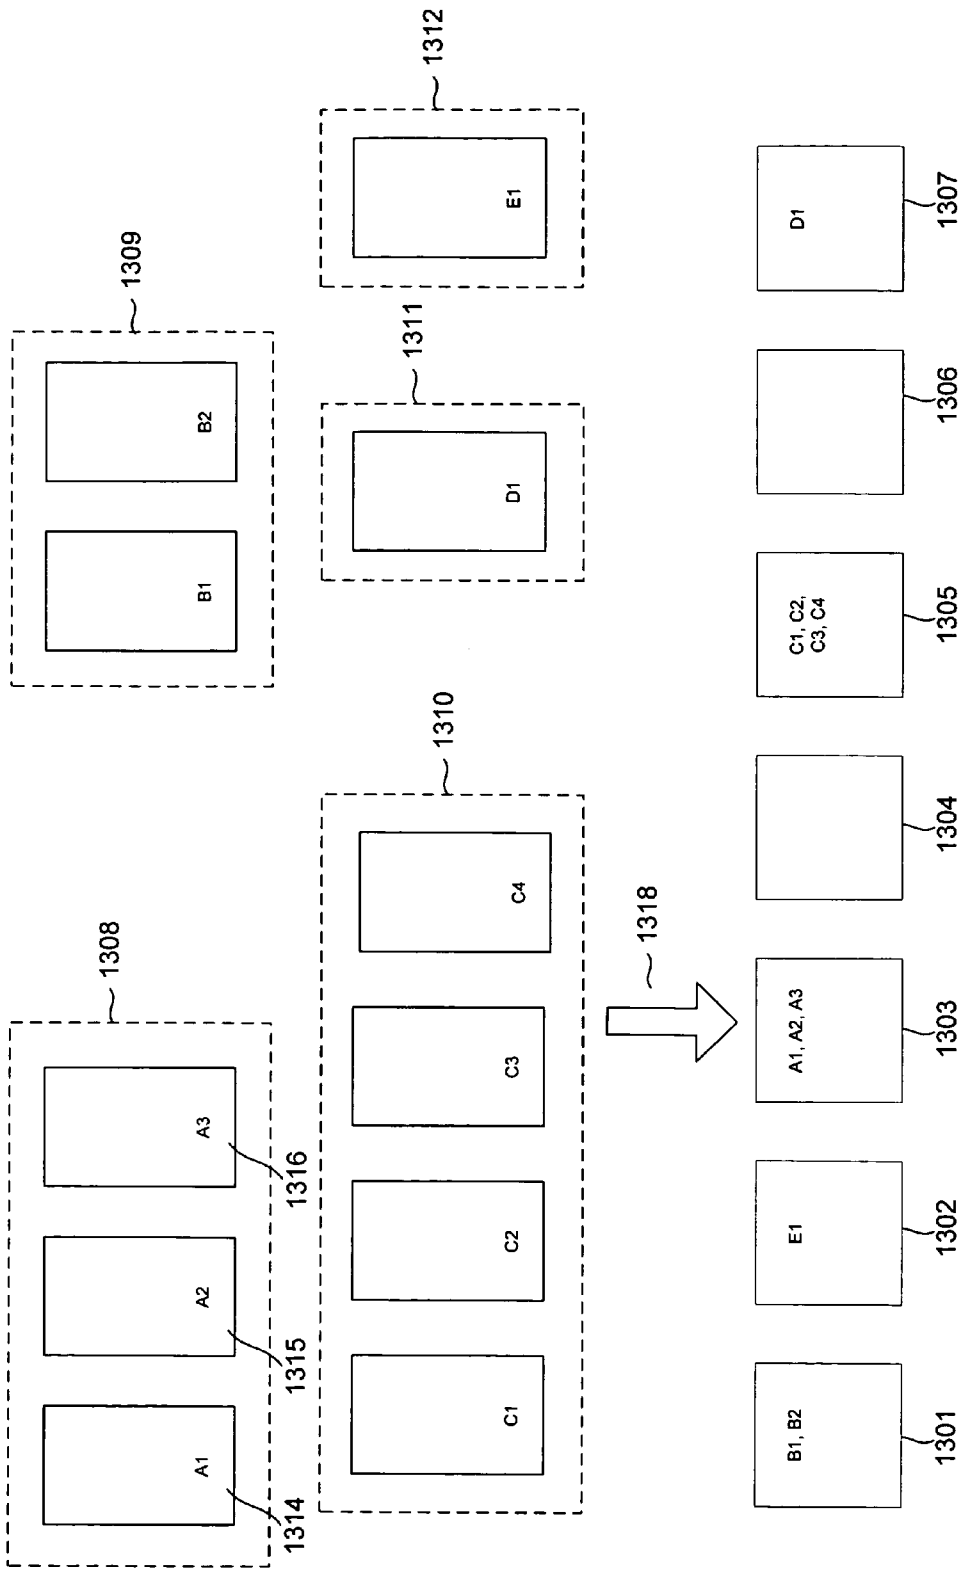 1308
A1
A2
A3
1314
1315
1316
1309
B1
B2
1310
C1
C2
C3
C4
1311
D1
1312
E1
1318
B1, B2
E1
A1, A2, A3
C1, C2,
C3, C4
D1
1301
1302
1303
1304
1305
1306
1307